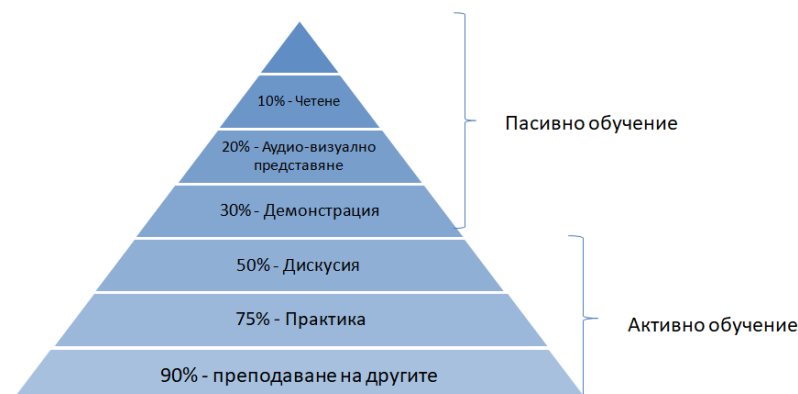 10% - Четене
20% - Аудио-визуално
представяне
30% - Демонстрация
Пасивно обучение
50% - Дискусия
75% - Практика
90% - преподаване на другите
Активно обучение